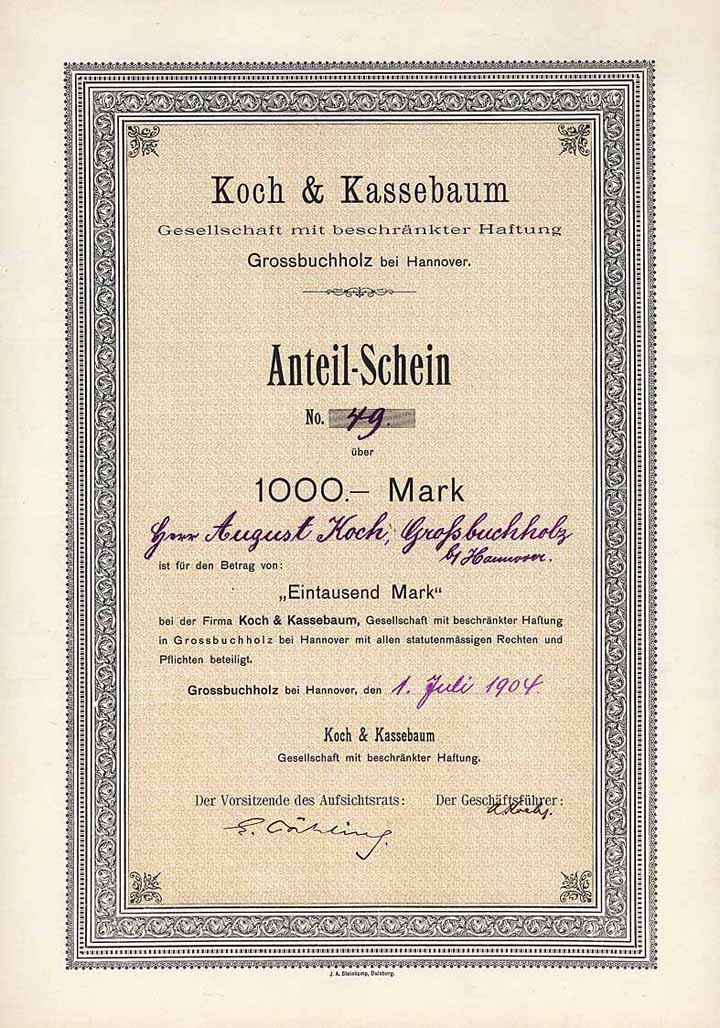 Koch & Kassebaum
Gesellschaft mit beschränkter Haftung
Grossbuchholz bei Hannover.
Anteil-Schein
No. 49.
über
1000.— Mark
Herr August Koch, Großbuchholz
b/ Hannover.
ist für den Betrag von:
„Eintausend Mark“
bei der Firma Koch & Kassebaum, Gesellschaft mit beschränkter Haftung
in Grossbuchholz bei Hannover mit allen statutenmässigen Rechten und
Pflichten beteiligt.
Grossbuchholz bei Hannover, den 1. Juli 1904.
Koch & Kassebaum
Gesellschaft mit beschränkter Haftung.
Der Vorsitzende des Aufsichtsrats: Der Geschäftsführer:
J. A. Steinkamp, Duisburg.